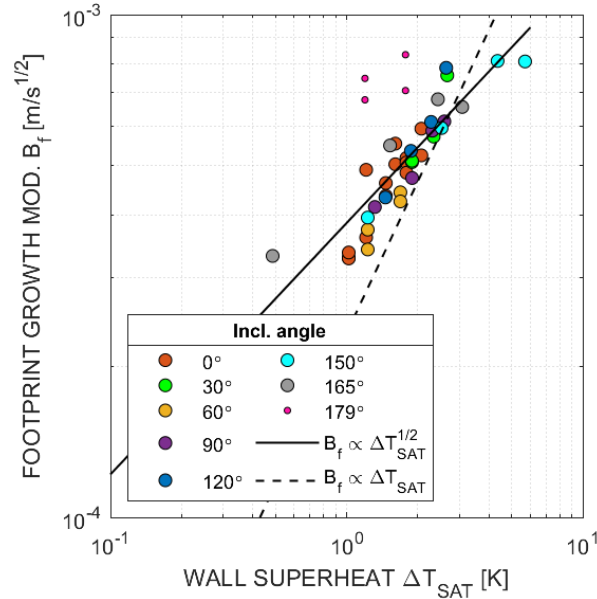 10^-3
10^-4
FOOTPRINT GROWTH MOD. B_f [m/s^1/2]
Incl. angle
0°
30°
60°
90°
120°
150°
165°
179°
B_f ∝ ΔT_SAT^1/2
B_f ∝ ΔT_SAT
10^-1
10^0
10^1
WALL SUPERHEAT ΔT_SAT [K]